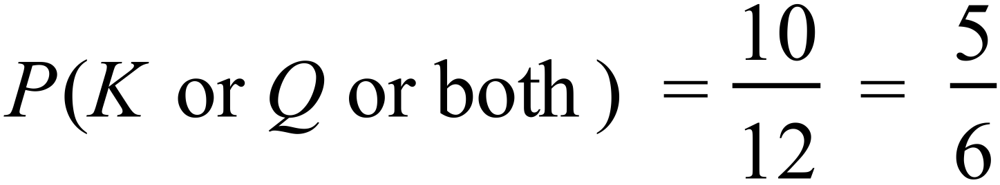 P(K or Q or both) = 10/12 = 5/6